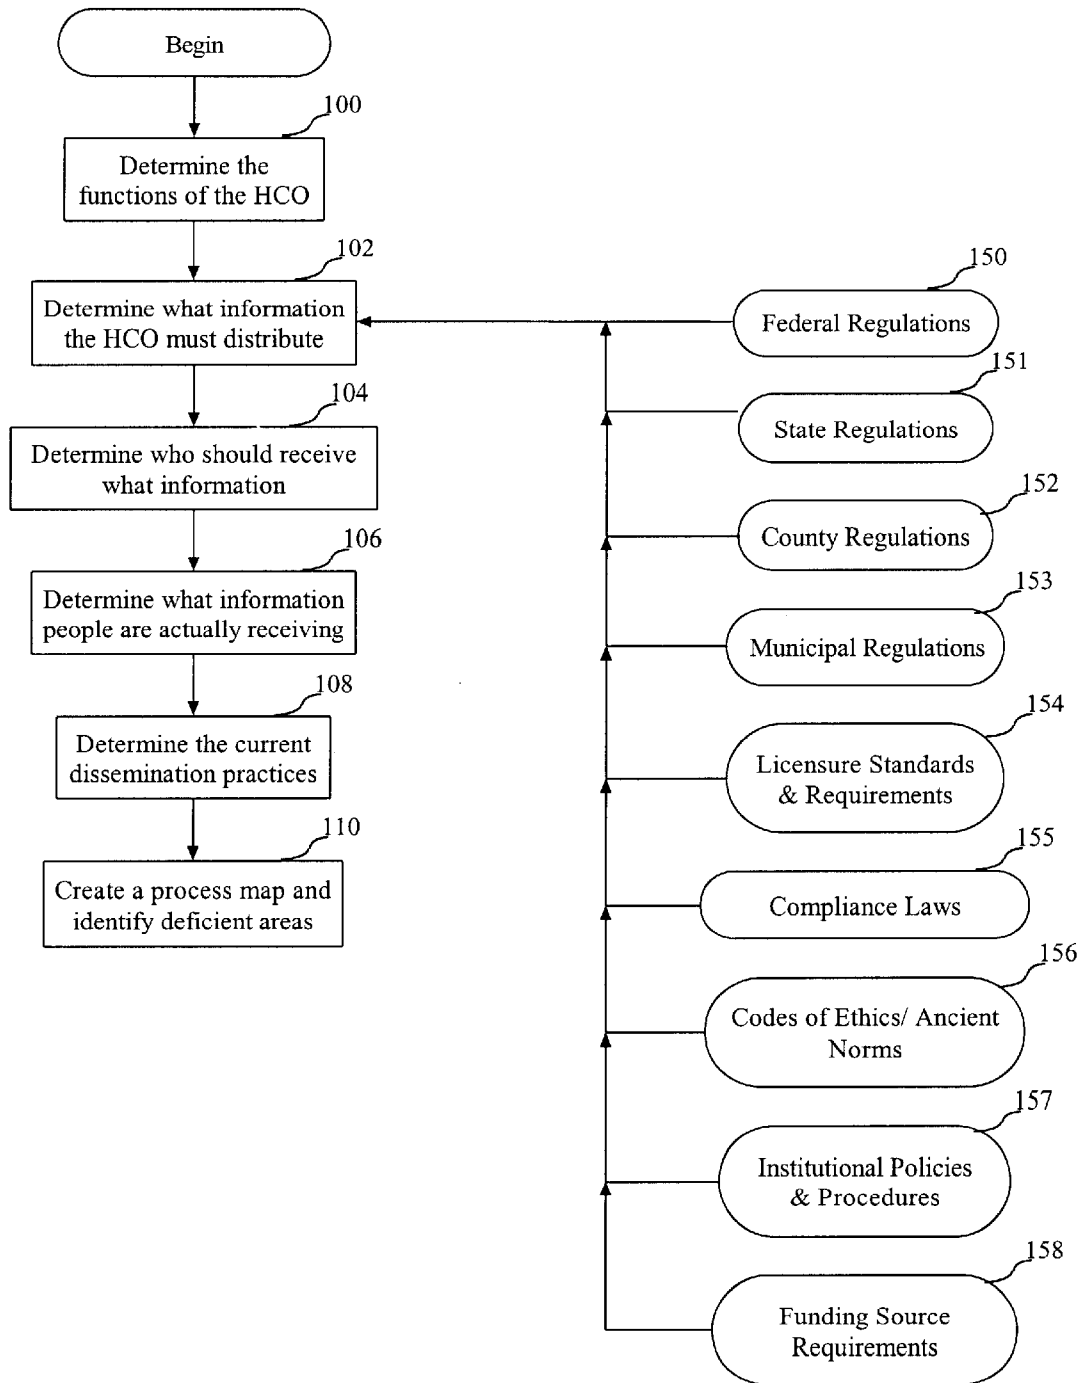 Begin
100
Determine the
functions of the HCO
102
Determine what information
the HCO must distribute
104
Determine who should receive
what information
106
Determine what information
people are actually receiving
108
Determine the current
dissemination practices
110
Create a process map and
identify deficient areas
150
Federal Regulations
151
State Regulations
152
County Regulations
153
Municipal Regulations
154
Licensure Standards
& Requirements
155
Compliance Laws
156
Codes of Ethics/ Ancient
Norms
157
Institutional Policies
& Procedures
158
Funding Source
Requirements